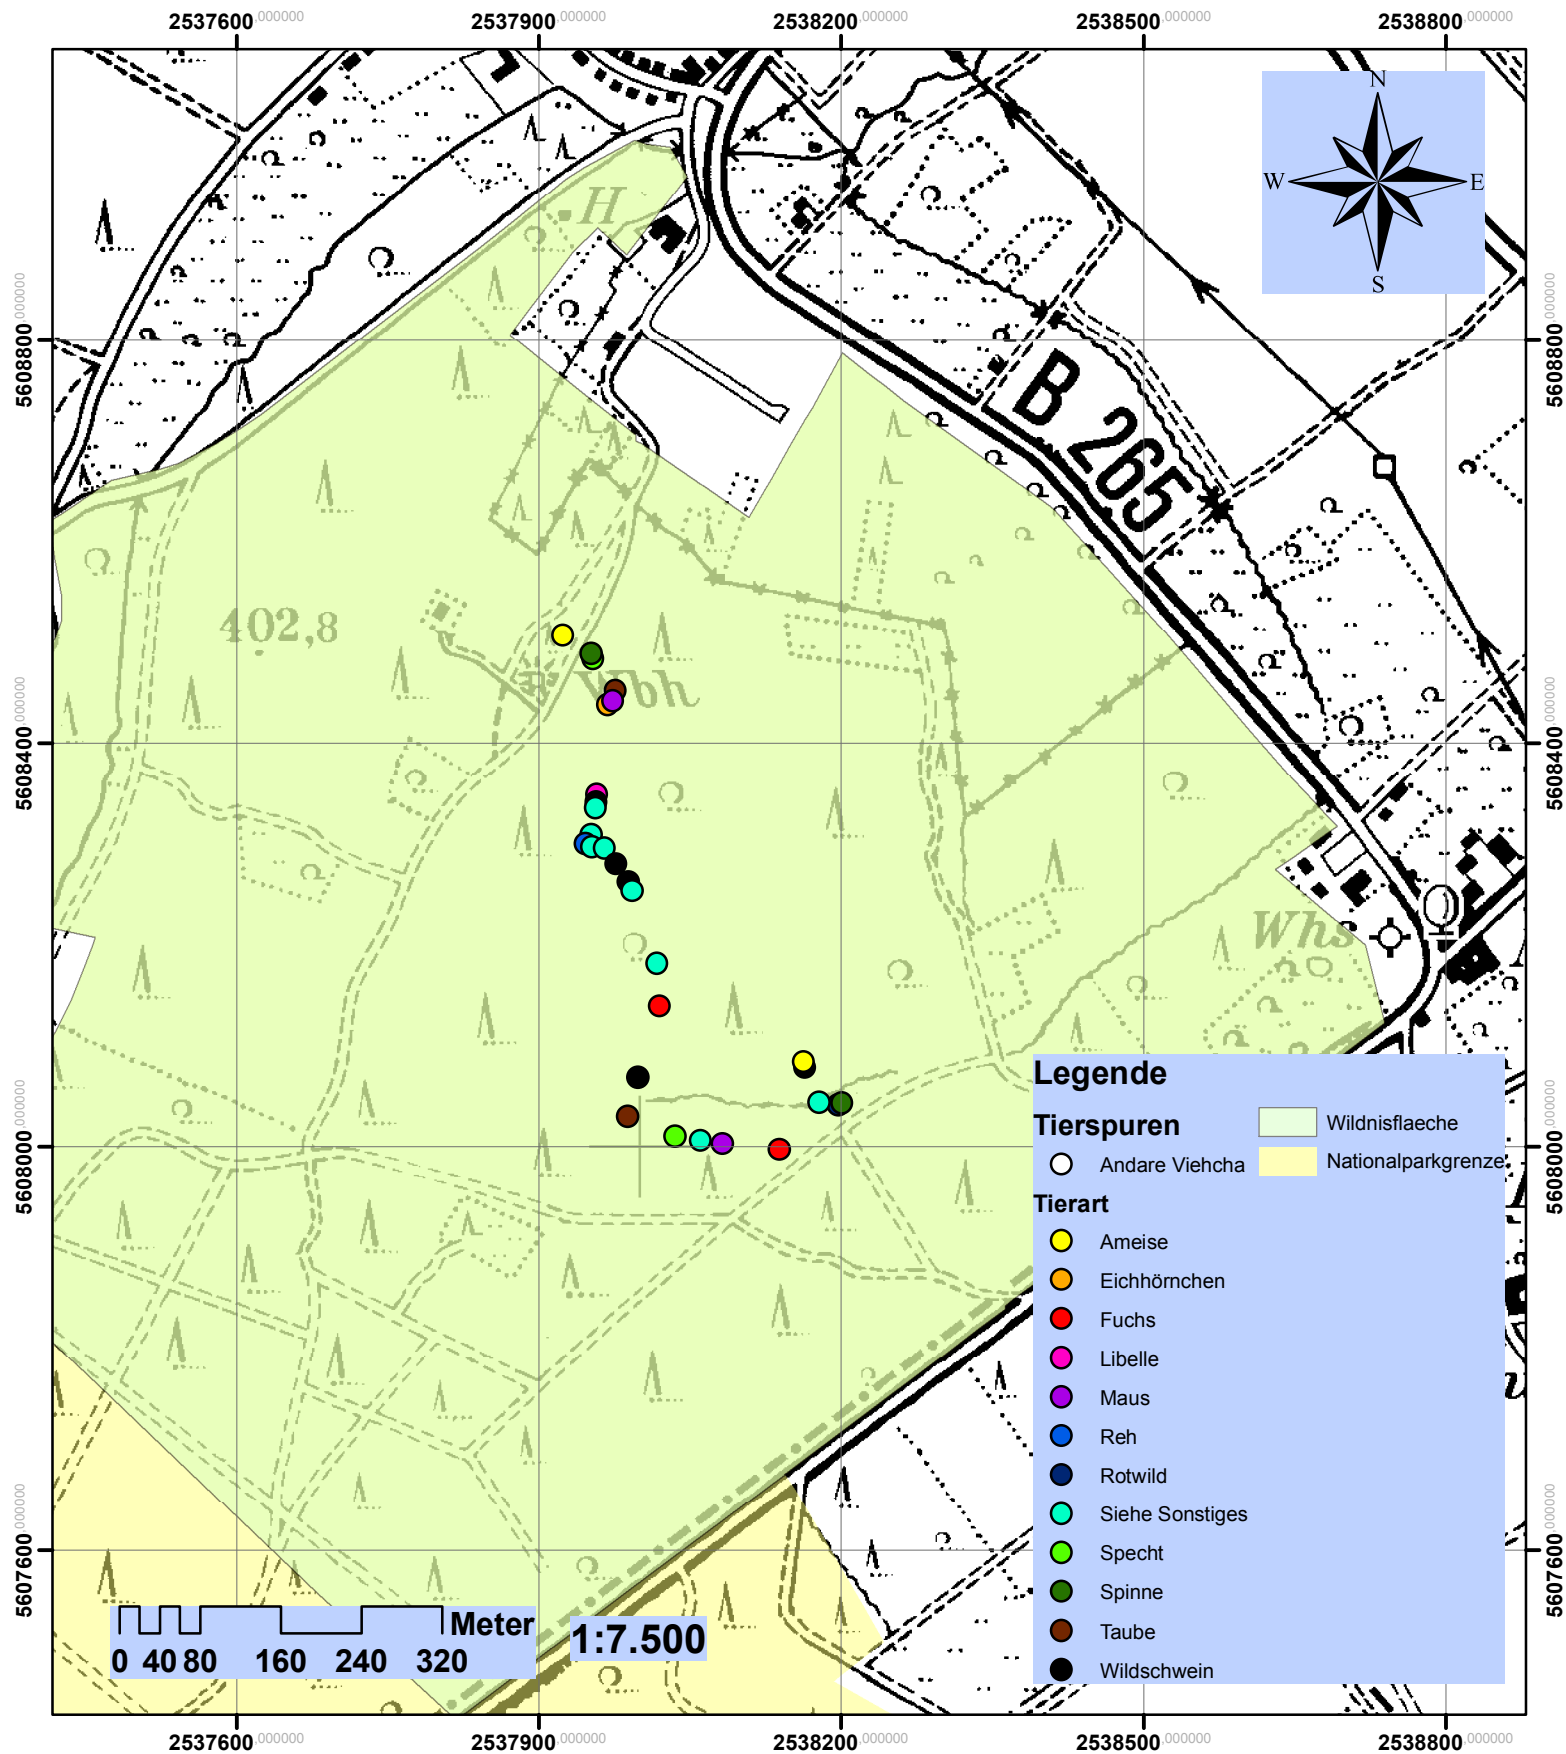 2537600,000000 2537900,000000 2538200,000000 2538500,000000 2538800,000000
N
W E
S
H
5608800,000000 5608800,000000
B 265
402,8
Wbh
5608400,000000 5608400,000000
Whs
Legende
Tierspuren
Wildnisflaeche
Andare Viehcha
Nationalparkgrenze
5608000,000000 5608000,000000
Tierart
Ameise
Eichhörnchen
Fuchs
Libelle
Maus
Reh
Rotwild
Siehe Sonstiges
Specht
Spinne
Taube
Wildschwein
5607600,000000 5607600,000000
Meter
0 40 80 160 240 320
1:7.500
2537600,000000 2537900,000000 2538200,000000 2538500,000000 2538800,000000